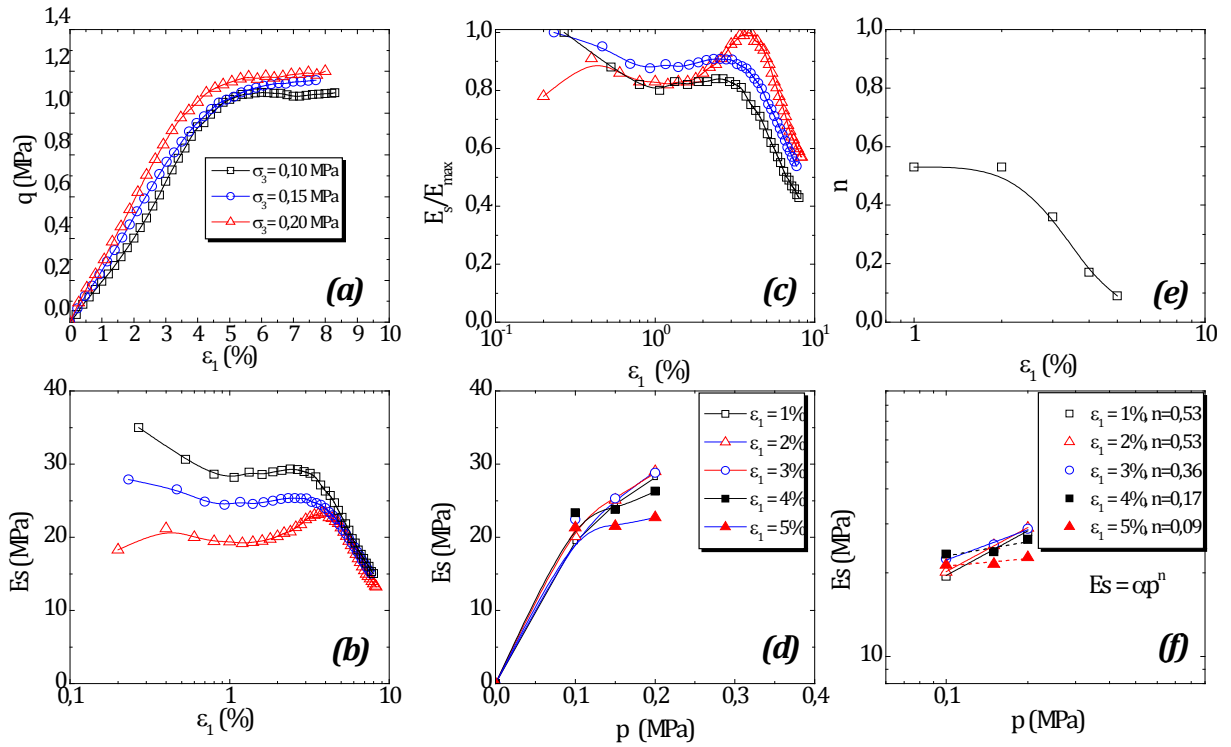 1,4
1,2
1,0
0,8
0,6
0,4
1,2
0,0
q (MPa)
σ₃ = 0,10 MPa
σ₃ = 0,15 MPa
σ₃ = 0,20 MPa
(a)
0 1 2 3 4 5 6 7 8 9 10
ε₁ (%)
1,0
0,8
0,6
0,4
0,2
0,0
Eₛ/Eₘₐₓ
(c)
10⁻¹ 10⁰ 10¹
ε₁ (%)
1,0
0,8
0,6
0,4
0,2
0,0
n
(e)
1 10
ε₁ (%)
40
30
20
10
0
Es (MPa)
(b)
0,1 1 10
ε₁ (%)
40
30
20
10
0
Es (MPa)
ε₁ = 1%
ε₁ = 2%
ε₁ = 3%
ε₁ = 4%
ε₁ = 5%
(d)
0,0 0,1 0,2 0,3 0,4
p (MPa)
10
Es (MPa)
ε₁ = 1%, n=0,53
ε₁ = 2%, n=0,53
ε₁ = 3%, n=0,36
ε₁ = 4%, n=0,17
ε₁ = 5%, n=0,09
Es = αpⁿ
(f)
0,1
p (MPa)